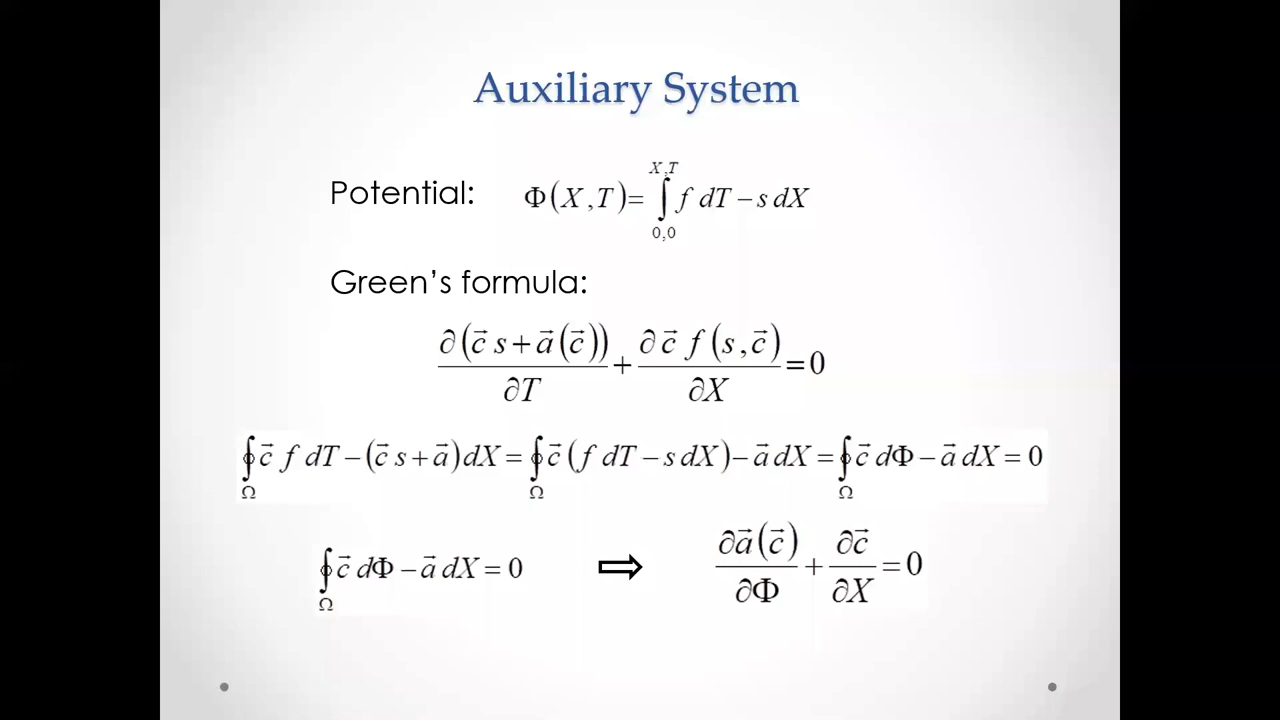 Auxiliary System
Potential: Φ(X,T)=∫_{0,0}^{X,T} f dT − s dX
Green’s formula:
∂(c⃗ s+a⃗(c⃗))/∂T + ∂c⃗ f(s,c⃗)/∂X = 0
∮_Ω c⃗ f dT − (c⃗ s+a⃗)dX = ∮_Ω c⃗ (f dT − s dX) − a⃗ dX = ∮_Ω c⃗ dΦ − a⃗ dX = 0
∮_Ω c⃗ dΦ − a⃗ dX = 0 ⇨ ∂a⃗(c⃗)/∂Φ + ∂c⃗/∂X = 0